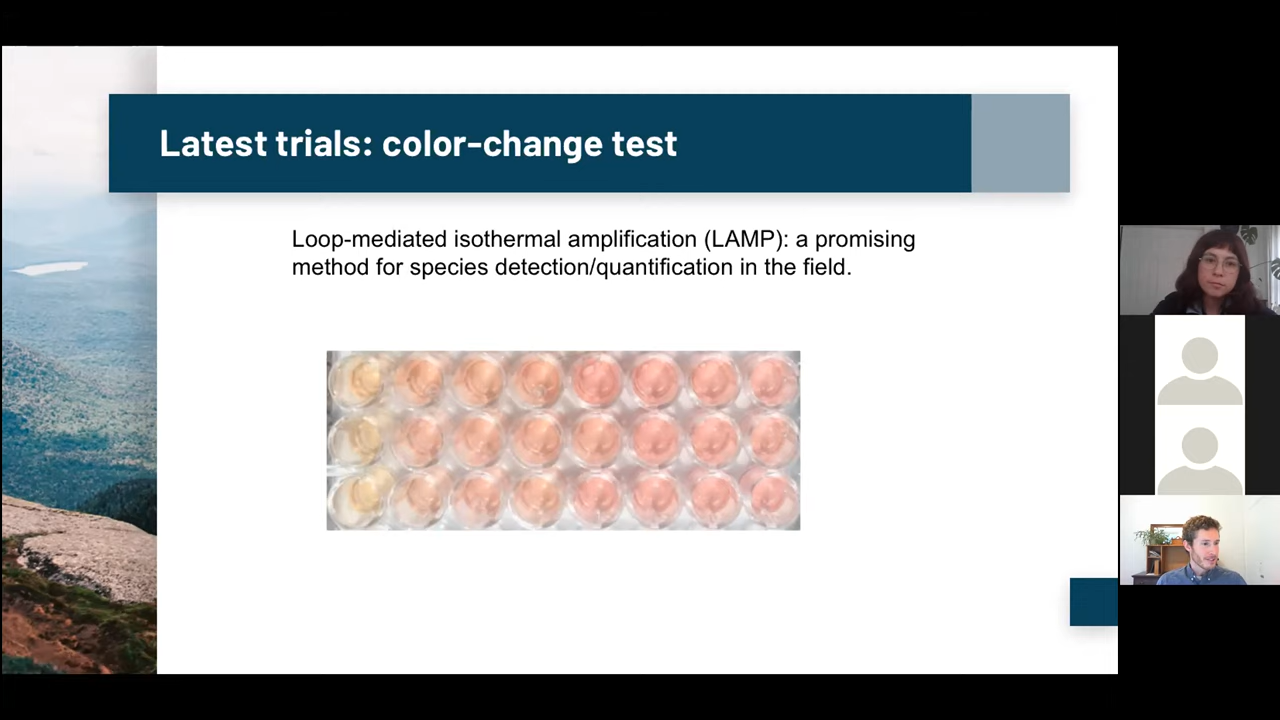 Latest trials: color-change test
Loop-mediated isothermal amplification (LAMP): a promising
method for species detection/quantification in the field.